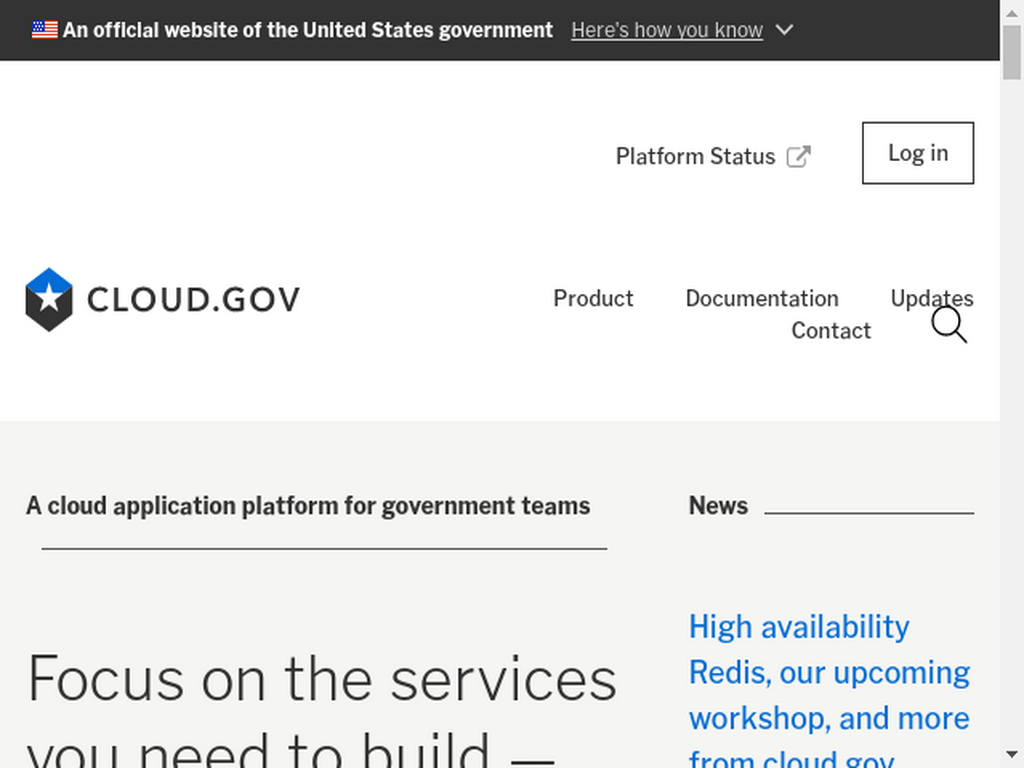 An official website of the United States government Here's how you know
Platform Status
Log in
CLOUD.GOV
Product Documentation Updates
Contact
A cloud application platform for government teams
News
Focus on the services
you need to build —
High availability
Redis, our upcoming
workshop, and more
from cloud.gov